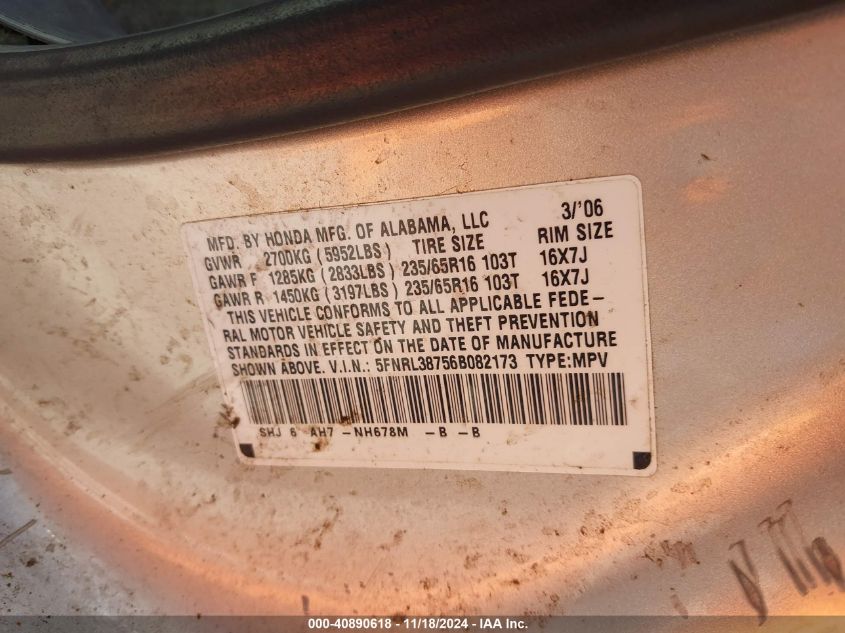 3/'06
MFD. BY HONDA MFG. OF ALABAMA, LLC
GVWR 2700KG (5952LBS) TIRE SIZE RIM SIZE
GAWR F 1285KG (2833LBS) 235/65R16 103T 16X7J
GAWR R 1450KG (3197LBS) 235/65R16 103T 16X7J
THIS VEHICLE CONFORMS TO ALL APPLICABLE FEDE-
RAL MOTOR VEHICLE SAFETY AND THEFT PREVENTION
STANDARDS IN EFFECT ON THE DATE OF MANUFACTURE
SHOWN ABOVE. V.I.N.: 5FNRL38756B082173 TYPE:MPV
SHJ 6 AH7 -NH678M -B -B
000-40890618 - 11/18/2024 - IAA Inc.